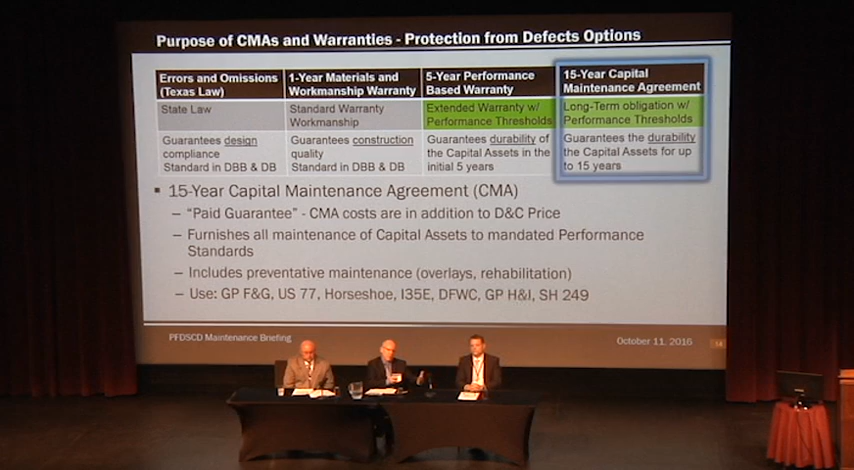 Purpose of CMAs and Warranties - Protection from Defects Options
Errors and Omissions
(Texas Law)
1-Year Materials and
Workmanship Warranty
5-Year Performance
Based Warranty
15-Year Capital
Maintenance Agreement
State Law
Standard Warranty
Workmanship
Extended Warranty w/
Performance Thresholds
Long-Term obligation w/
Performance Thresholds
Guarantees design
compliance
Standard in DBB & DB
Guarantees construction
quality
Standard in DBB & DB
Guarantees durability of
the Capital Assets in the
initial 5 years
Guarantees the durability
the Capital Assets for up
to 15 years
▪ 15-Year Capital Maintenance Agreement (CMA)
– “Paid Guarantee” - CMA costs are in addition to D&C Price
– Furnishes all maintenance of Capital Assets to mandated Performance
Standards
– Includes preventative maintenance (overlays, rehabilitation)
– Use: GP F&G, US 77, Horseshoe, I35E, DFWC, GP H&I, SH 249
PFDSCD Maintenance Briefing
October 11, 2016
14